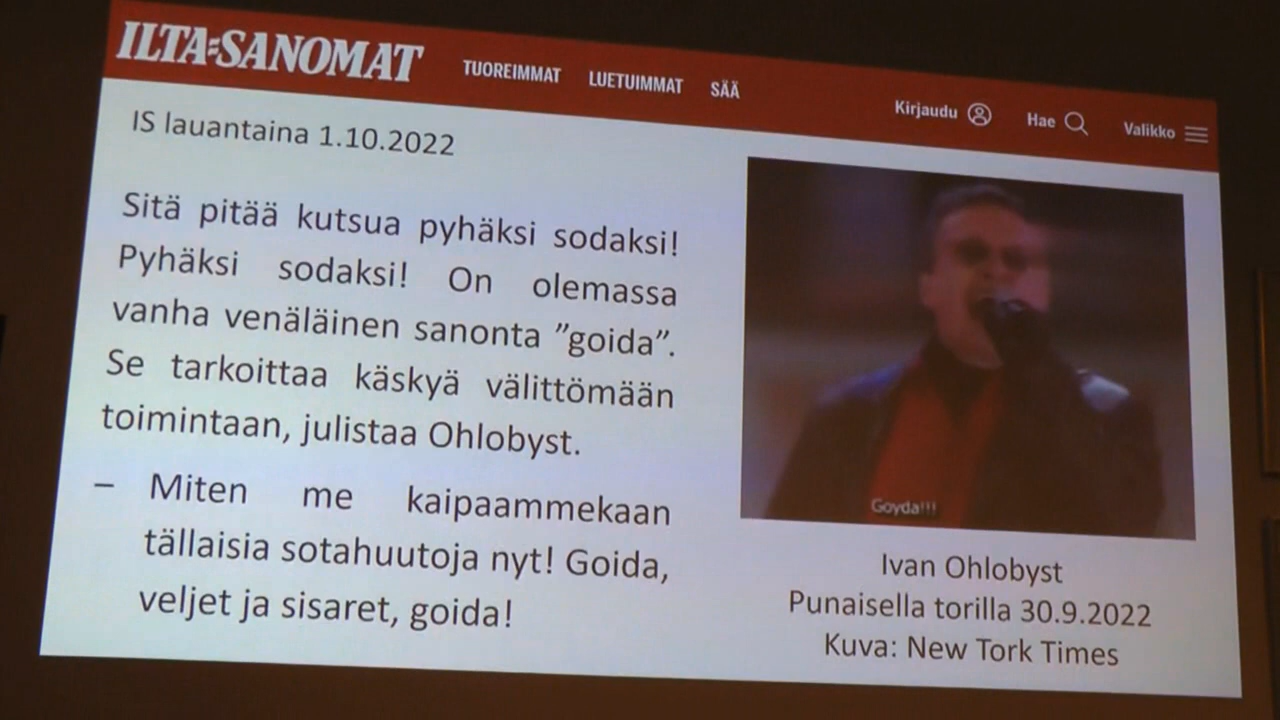 ILTA-SANOMAT
TUOREIMMAT LUETUIMMAT SÄÄ
Kirjaudu Hae Valikko
IS lauantaina 1.10.2022
Sitä pitää kutsua pyhäksi sodaksi!
Pyhäksi sodaksi! On olemassa
vanha venäläinen sanonta ”goida”.
Se tarkoittaa käskyä välittömään
toimintaan, julistaa Ohlobyst.
– Miten me kaipaammekaan
tällaisia sotahuutoja nyt! Goida,
veljet ja sisaret, goida!
Goyda!!!
Ivan Ohlobyst
Punaisella torilla 30.9.2022
Kuva: New Tork Times